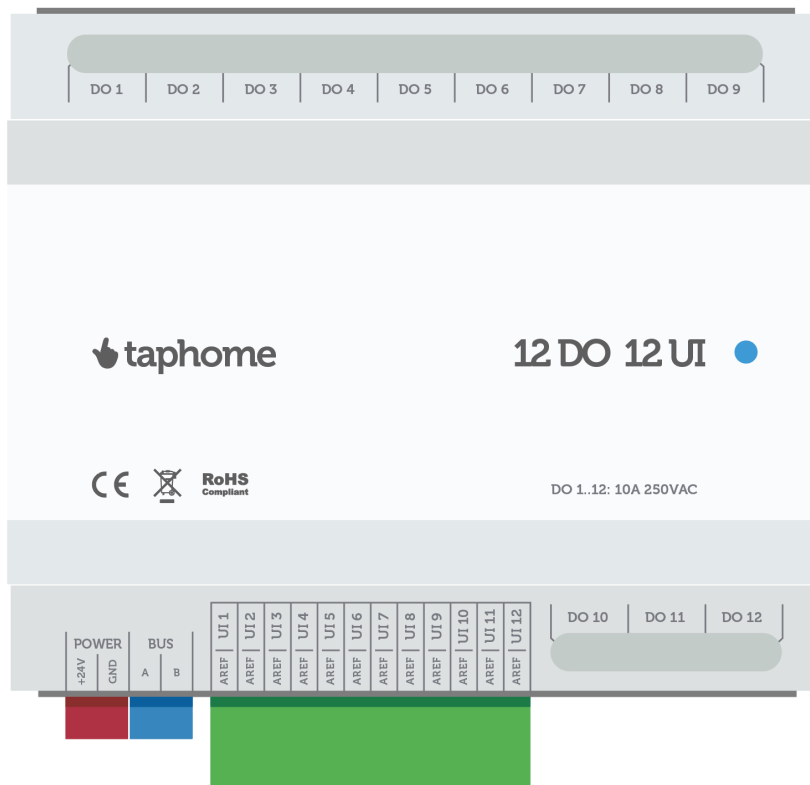 DO 1 DO 2 DO 3 DO 4 DO 5 DO 6 DO 7 DO 8 DO 9
taphome
12 DO 12 UI
CE
RoHS
Compliant
DO 1..12: 10A 250VAC
POWER BUS
+24V GND A B
UI 1 UI 2 UI 3 UI 4 UI 5 UI 6 UI 7 UI 8 UI 9 UI 10 UI 11 UI 12
AREF AREF AREF AREF AREF AREF AREF AREF AREF AREF AREF AREF
DO 10 DO 11 DO 12